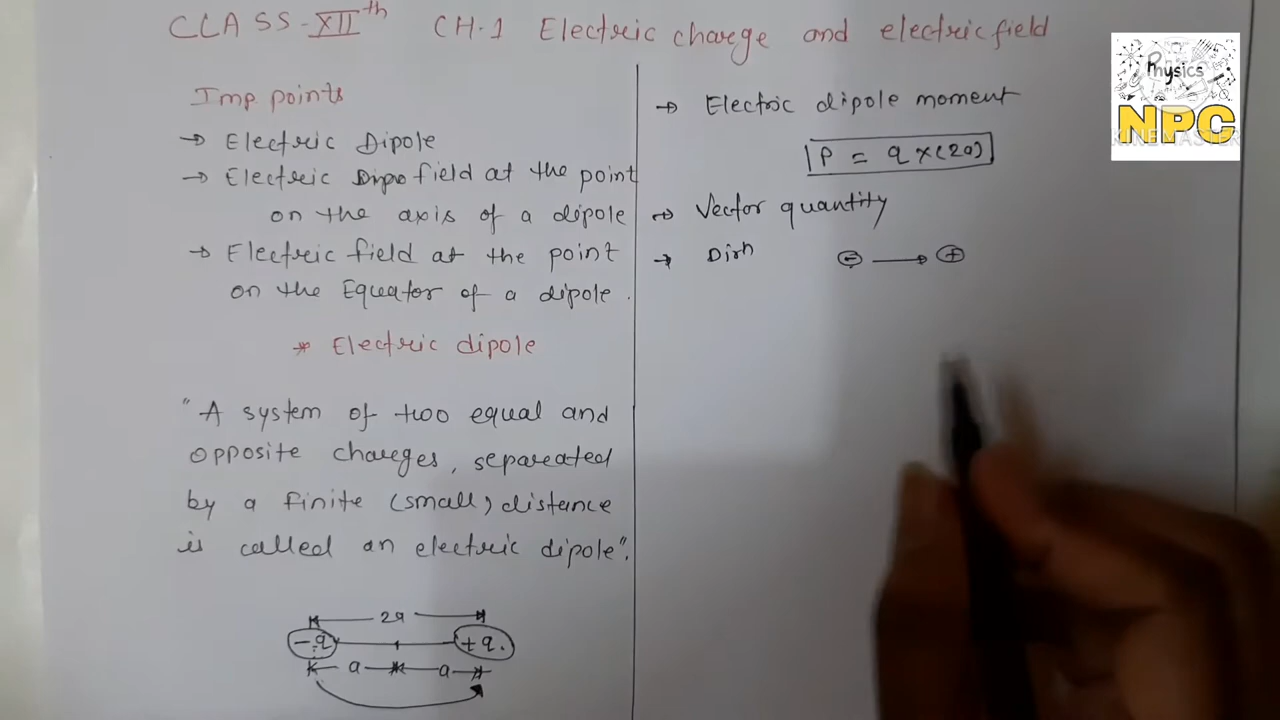 CLASS-XIIth CH.1 Electric charge and electric field
Imp points
→ Electric Dipole
→ Electric field at the point
on the axis of a dipole
→ Electric field at the point
on the Equator of a dipole.
* Electric dipole
"A system of two equal and
opposite charges, separeated
by a finite (small) distance
is called an electric dipole".
2a
-q +q.
a a
→ Electric dipole moment
P = q x(2a)
→ Vector quantity
→ Dirn - → +
Physics
NPC
KINEMASTER